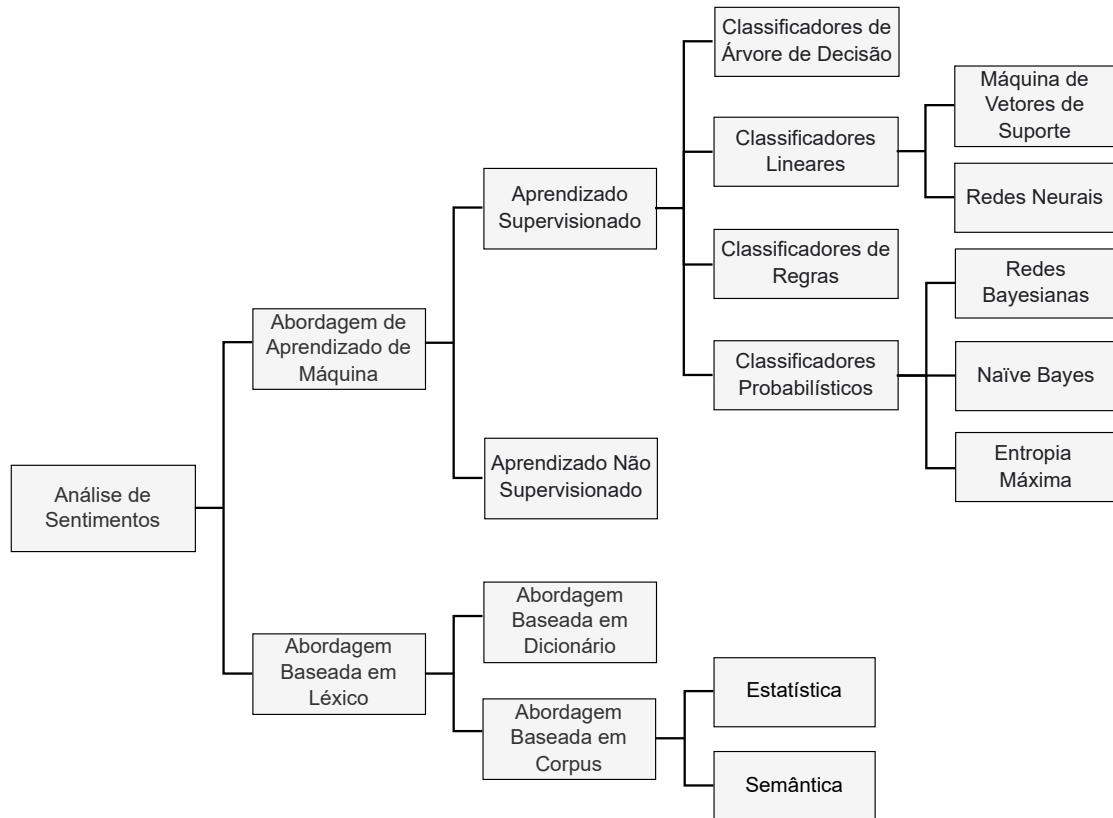 Classificadores de
Árvore de Decisão
Máquina de
Vetores de
Suporte
Classificadores
Lineares
Aprendizado
Supervisionado
Redes Neurais
Classificadores de
Regras
Redes
Bayesianas
Abordagem de
Aprendizado de
Máquina
Classificadores
Probabilísticos
Naïve Bayes
Entropia
Máxima
Aprendizado Não
Supervisionado
Análise de
Sentimentos
Abordagem
Baseada em
Dicionário
Abordagem
Baseada em
Léxico
Estatística
Abordagem
Baseada em
Corpus
Semântica